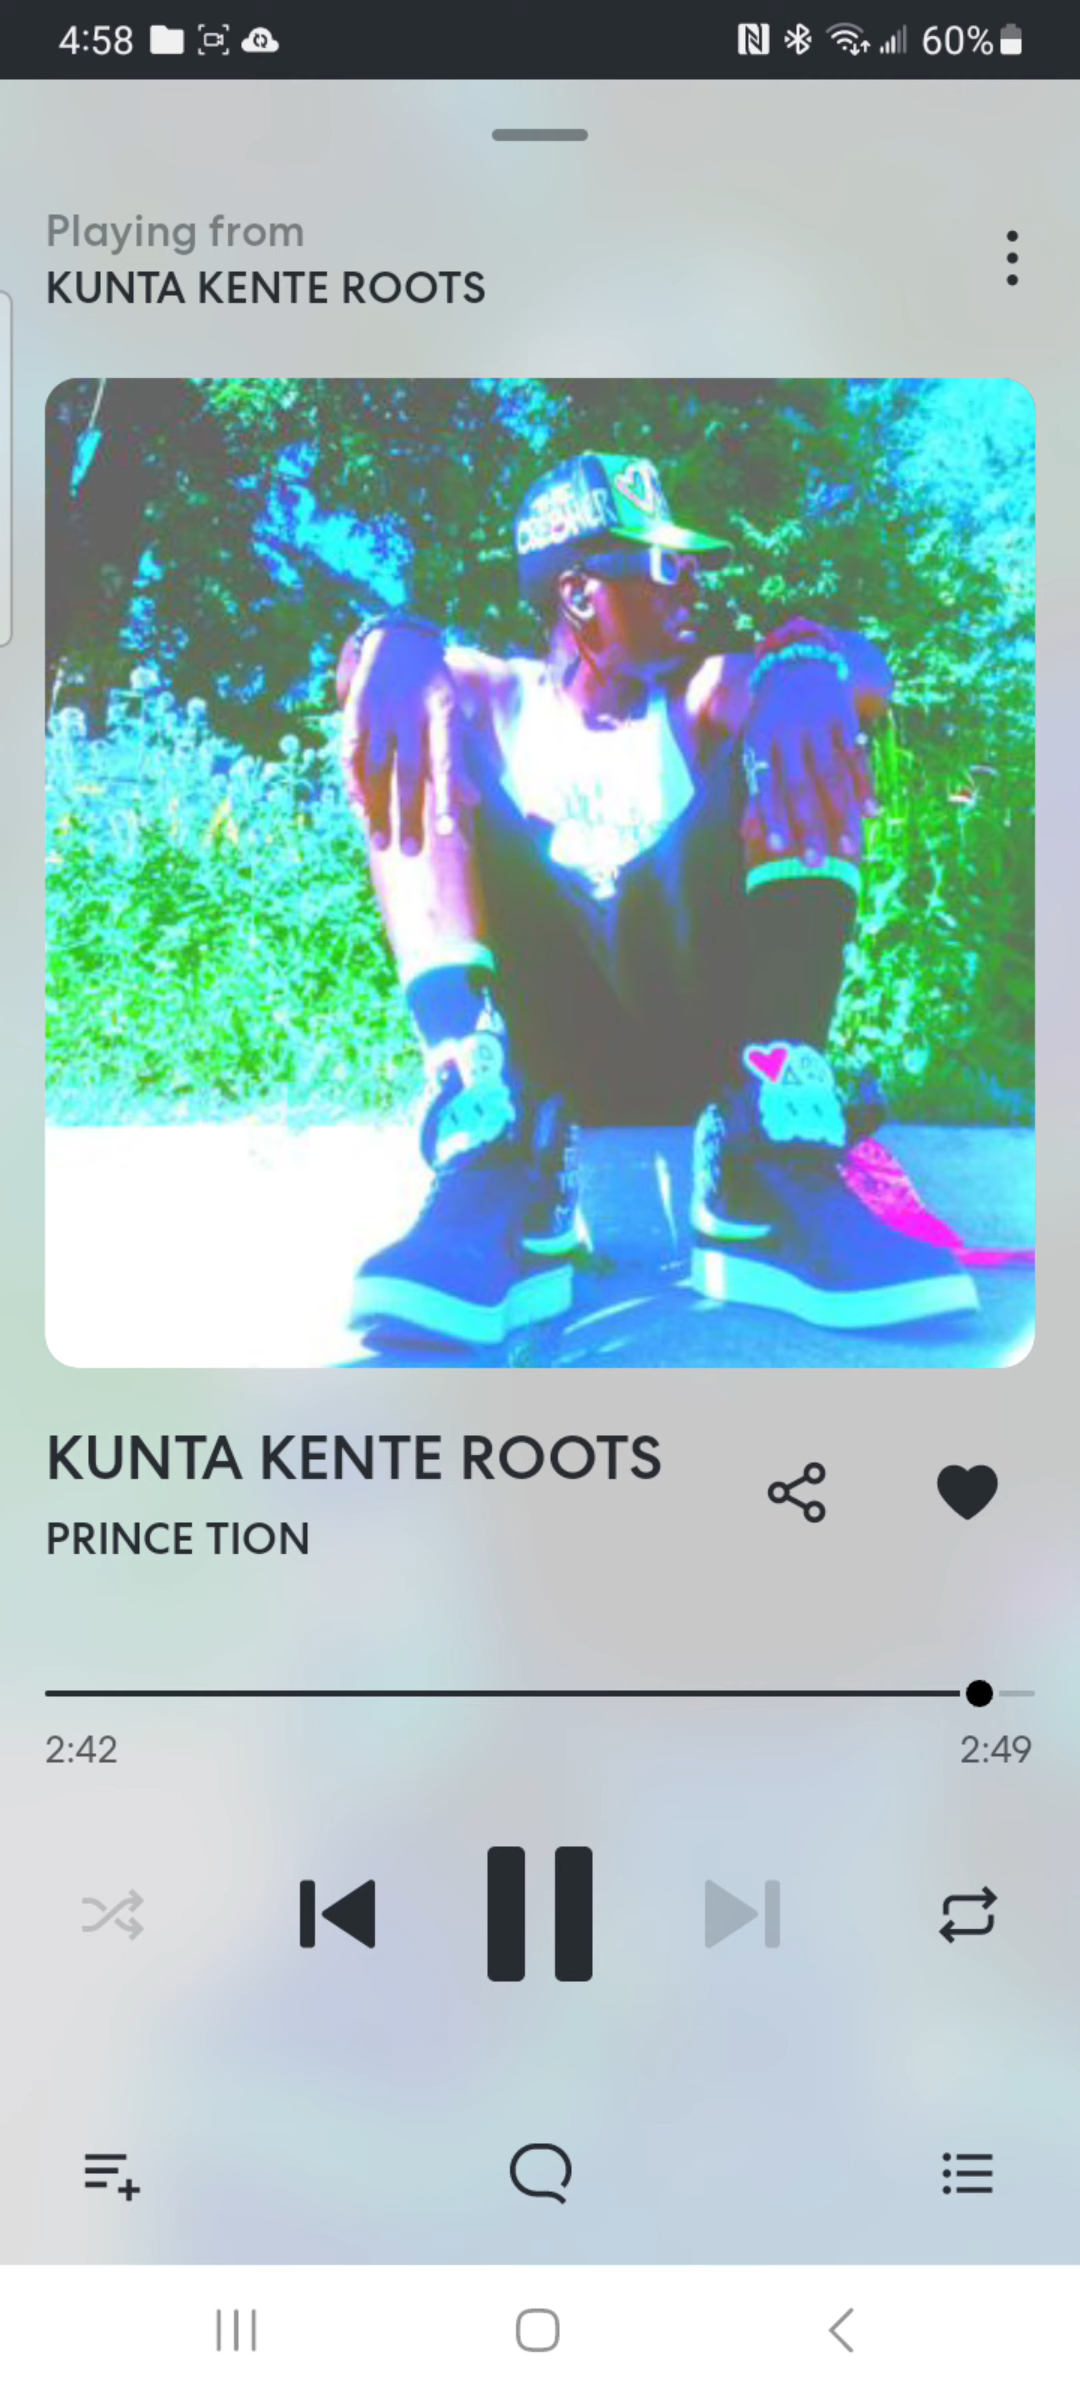 4:58
60%
Playing from
KUNTA KENTE ROOTS
KUNTA KENTE ROOTS
PRINCE TION
2:42
2:49